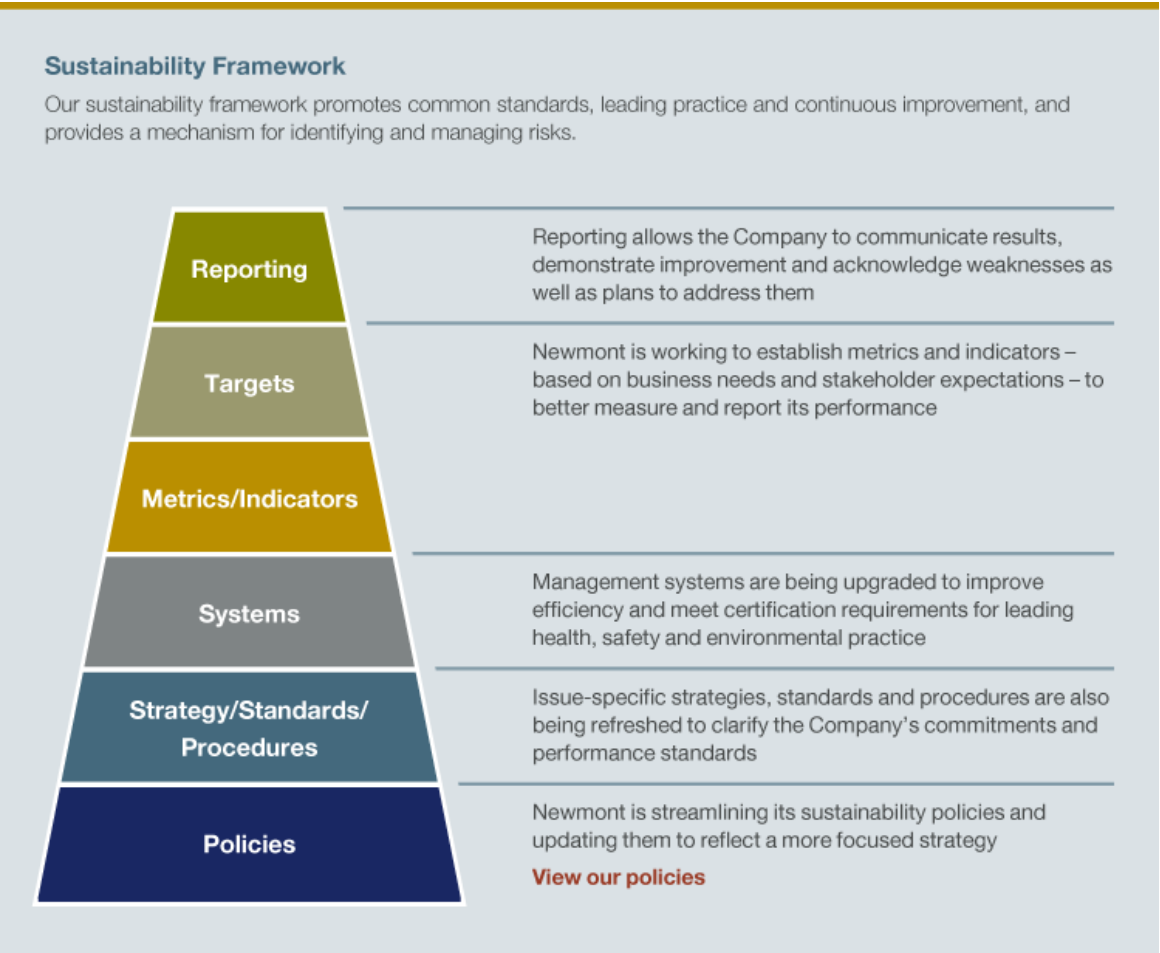 Sustainability Framework
Our sustainability framework promotes common standards, leading practice and continuous improvement, and
provides a mechanism for identifying and managing risks.
Reporting
Reporting allows the Company to communicate results,
demonstrate improvement and acknowledge weaknesses as
well as plans to address them
Targets
Newmont is working to establish metrics and indicators –
based on business needs and stakeholder expectations – to
better measure and report its performance
Metrics/Indicators
Systems
Management systems are being upgraded to improve
efficiency and meet certification requirements for leading
health, safety and environmental practice
Strategy/Standards/
Procedures
Issue-specific strategies, standards and procedures are also
being refreshed to clarify the Company's commitments and
performance standards
Policies
Newmont is streamlining its sustainability policies and
updating them to reflect a more focused strategy
View our policies